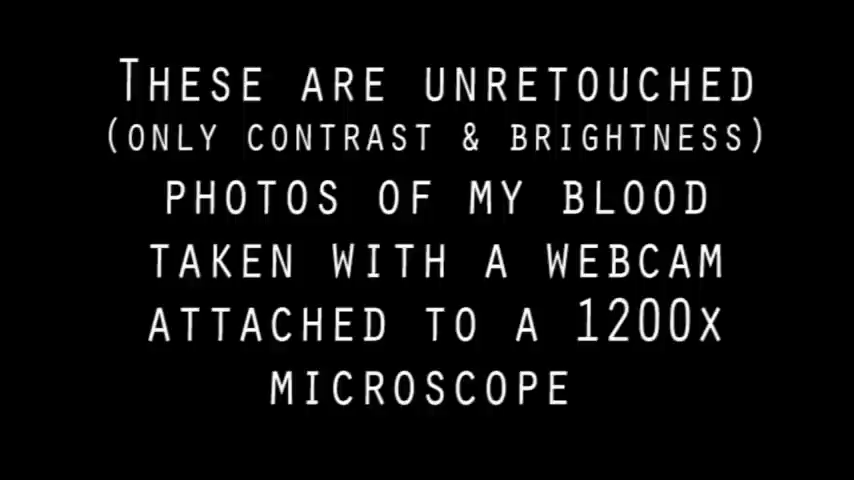 These are unretouched
(only contrast & brightness)
photos of my blood
taken with a webcam
attached to a 1200x
microscope